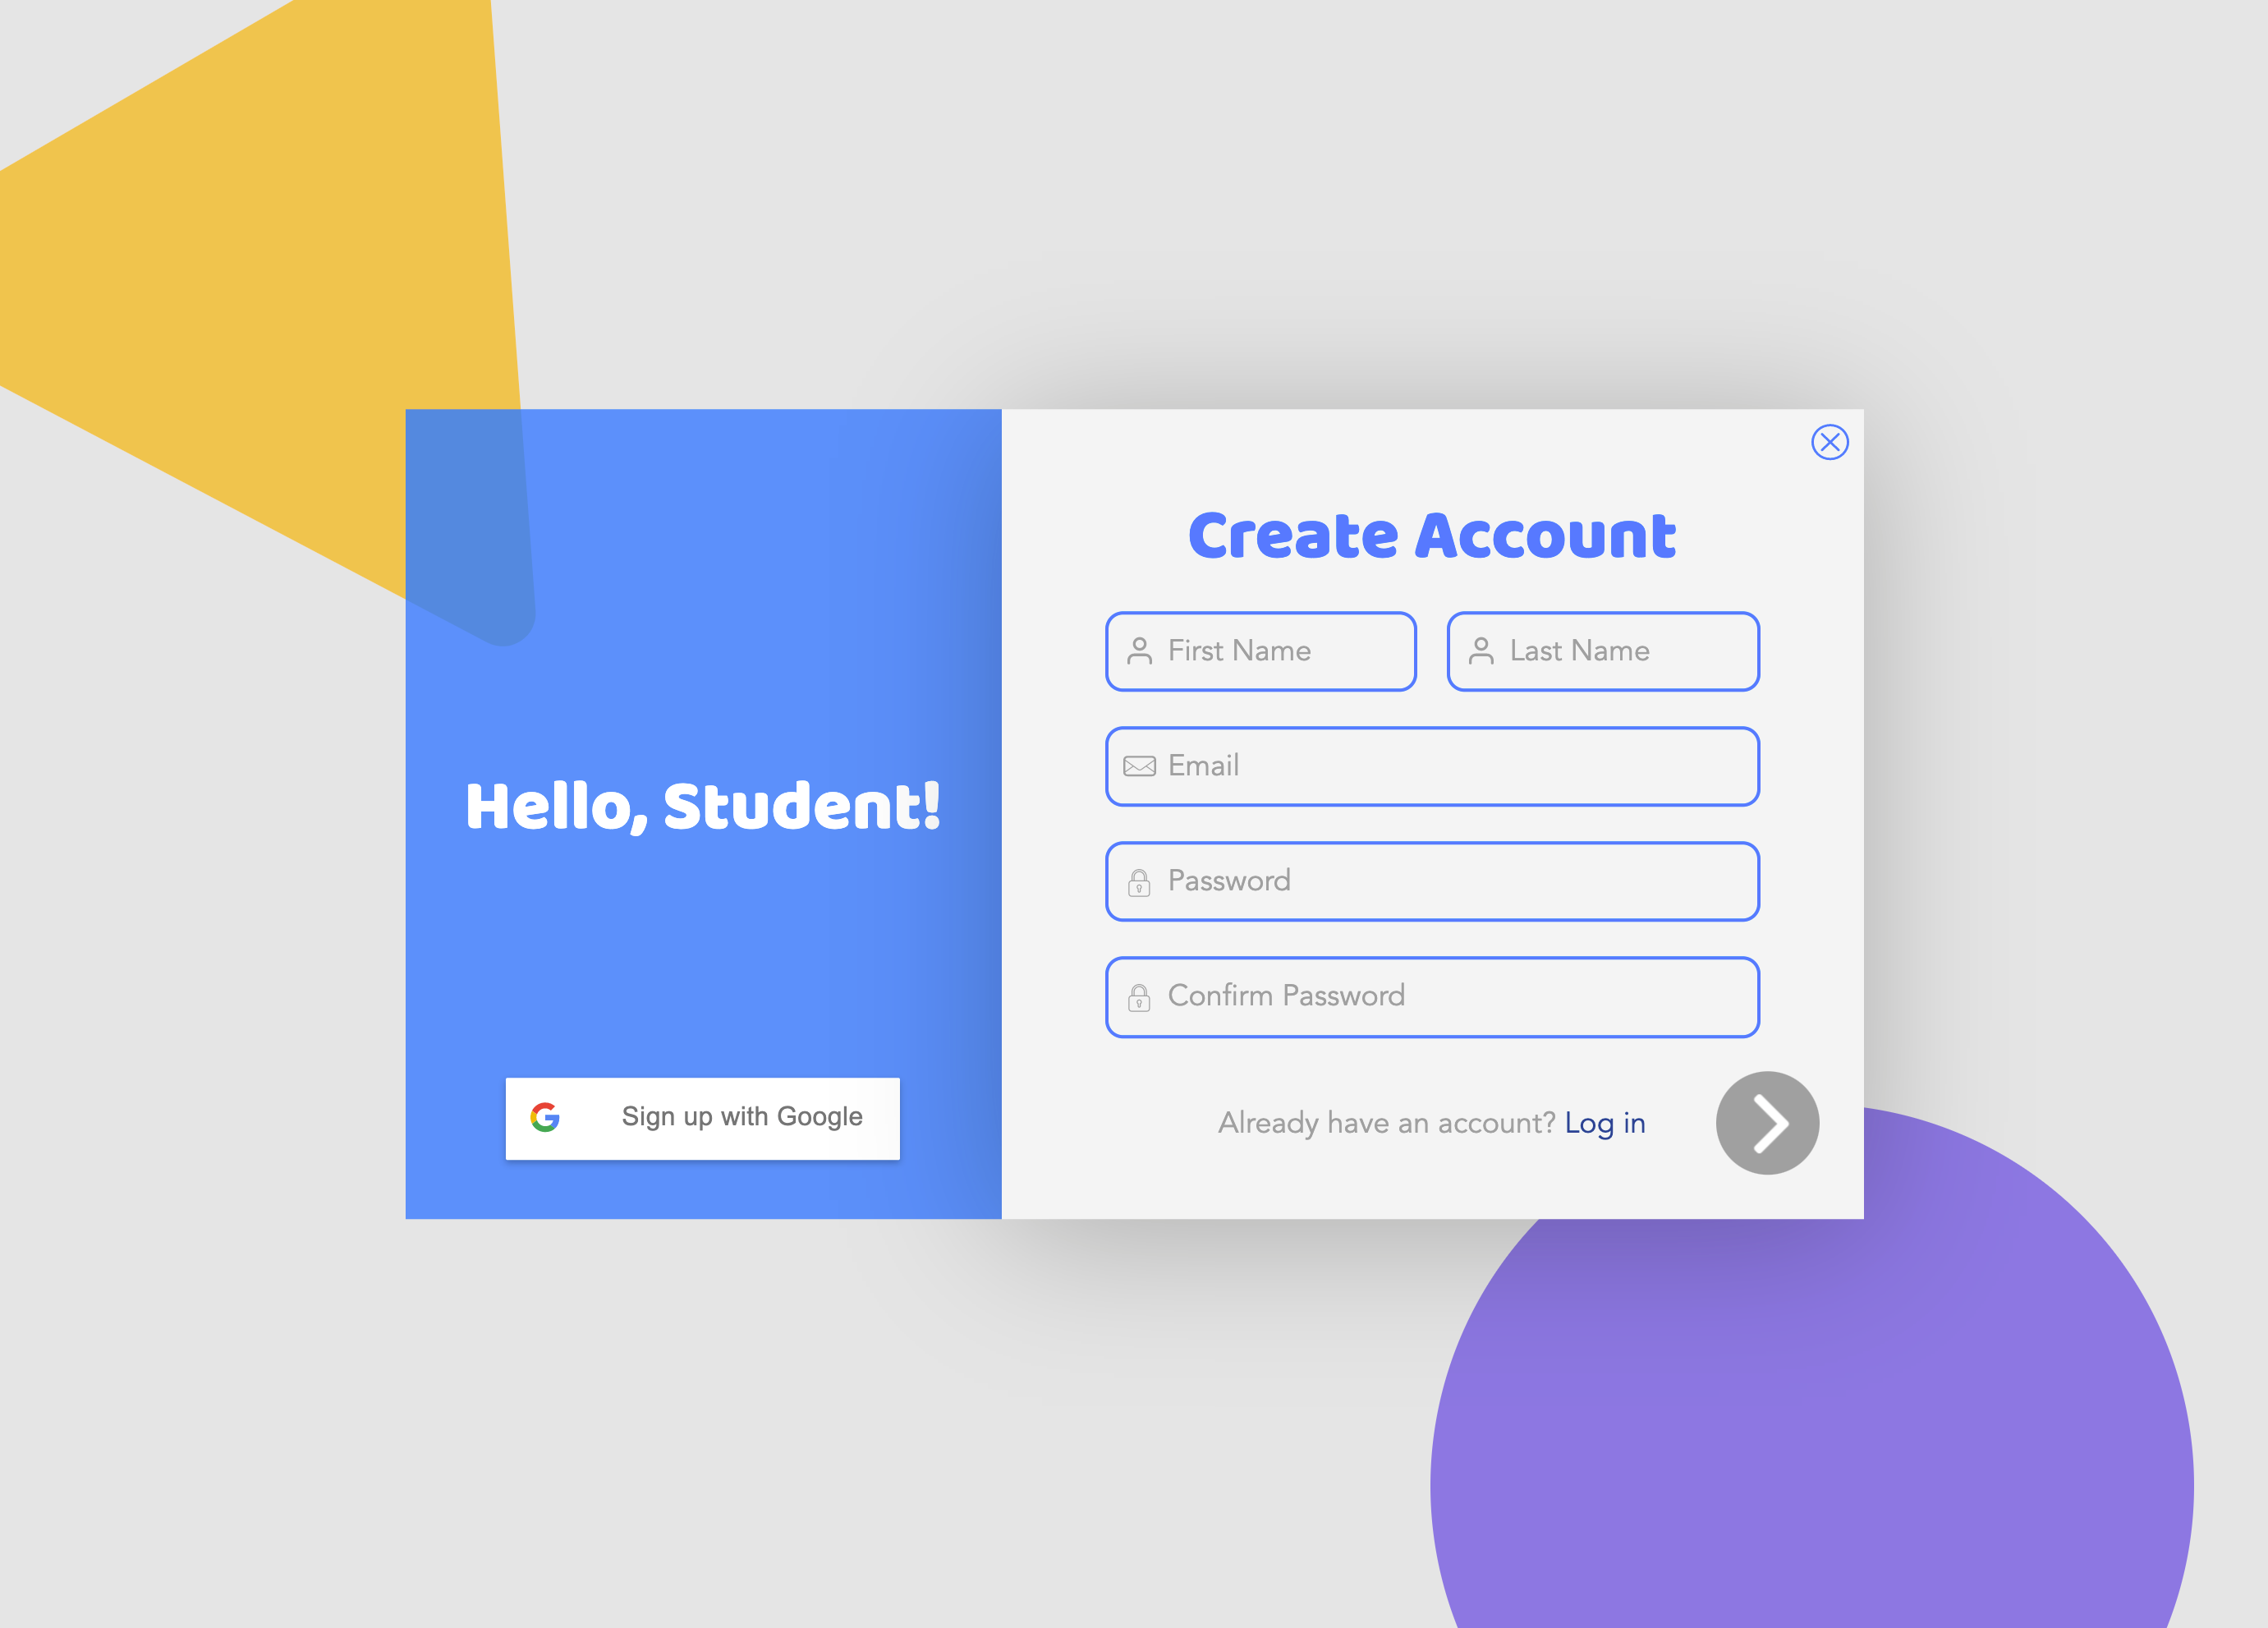 Hello, Student!
Sign up with Google
Create Account
First Name
Last Name
Email
Password
Confirm Password
Already have an account? Log in